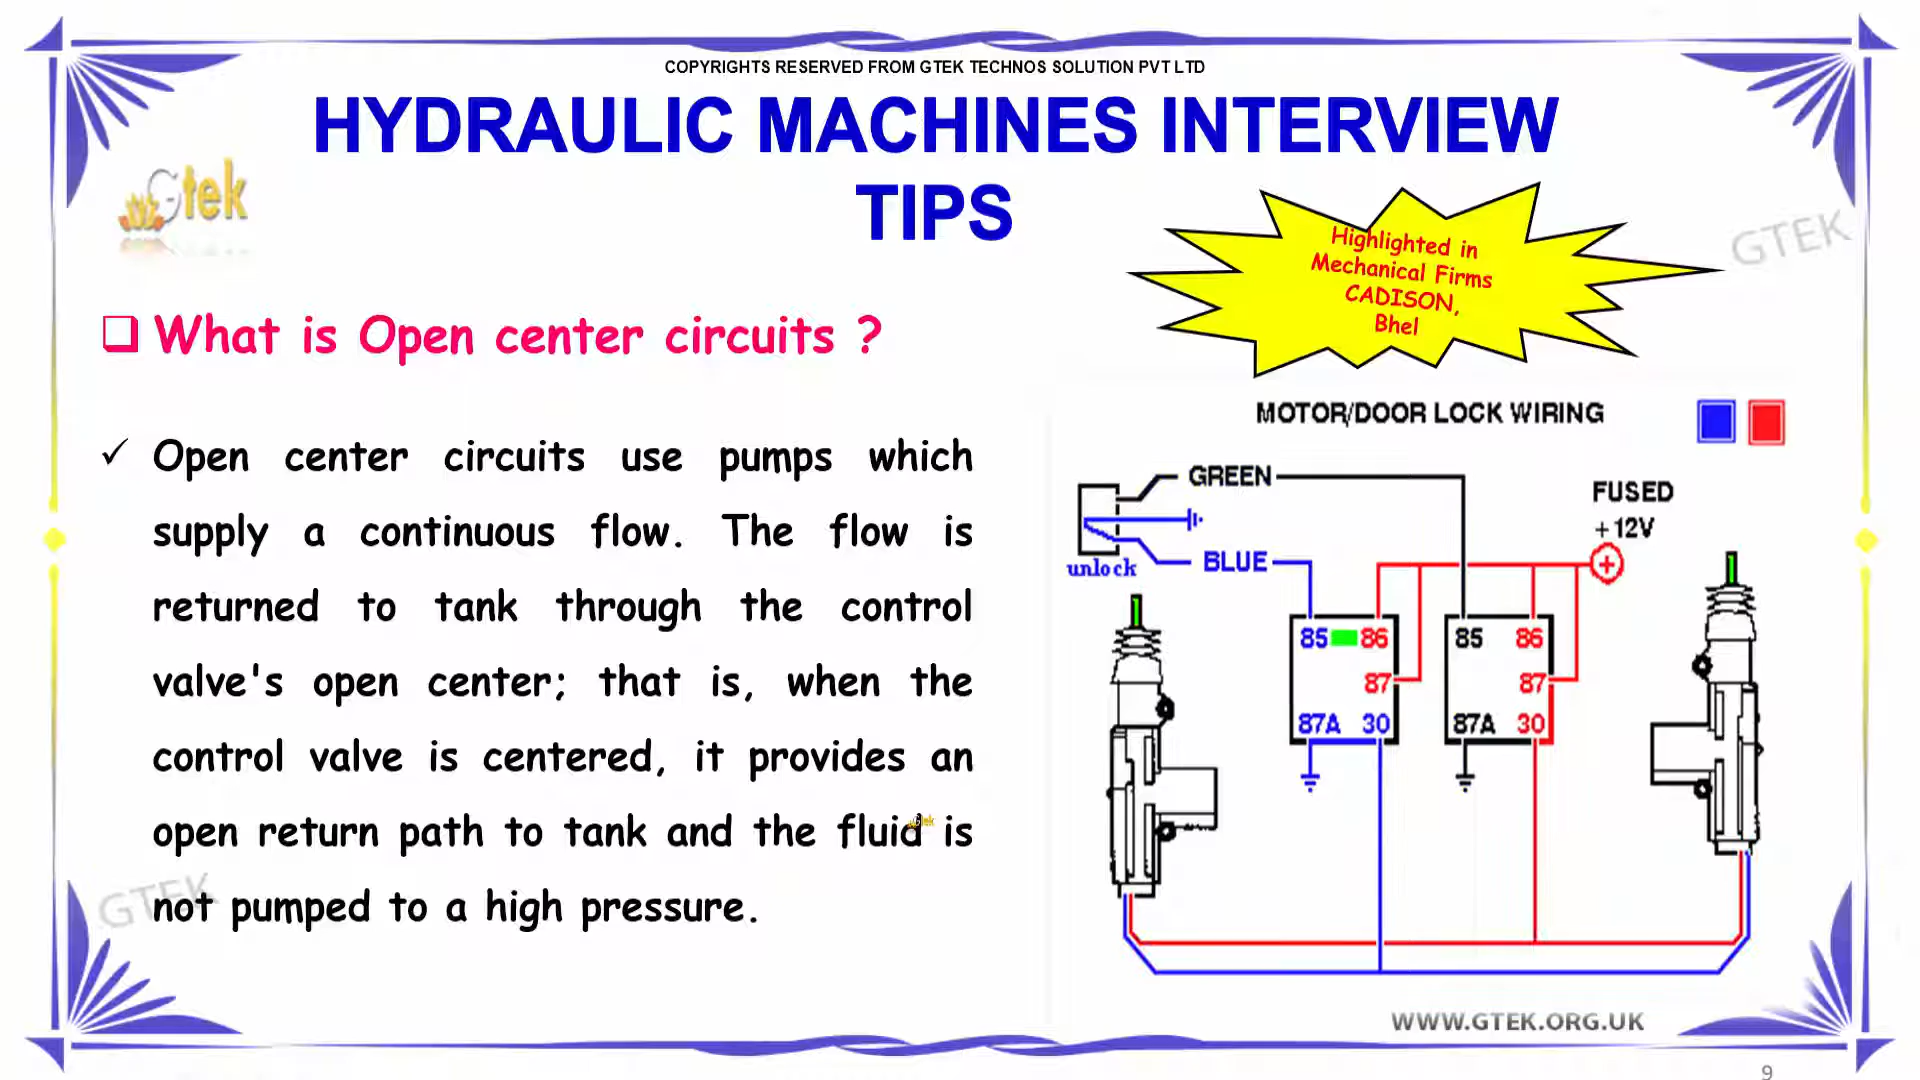 COPYRIGHTS RESERVED FROM GTEK TECHNOS SOLUTION PVT LTD
HYDRAULIC MACHINES INTERVIEW
TIPS
Gtek
GTEK
Highlighted in
Mechanical Firms
CADISON,
Bhel
What is Open center circuits ?
Open center circuits use pumps which
supply a continuous flow. The flow is
returned to tank through the control
valve's open center; that is, when the
control valve is centered, it provides an
open return path to tank and the fluid is
not pumped to a high pressure.
Gtek
GTEK
MOTOR/DOOR LOCK WIRING
GREEN
FUSED
+12V
BLUE
unlock
85 86
87
87A 30
85 86
87
87A 30
WWW.GTEK.ORG.UK
9